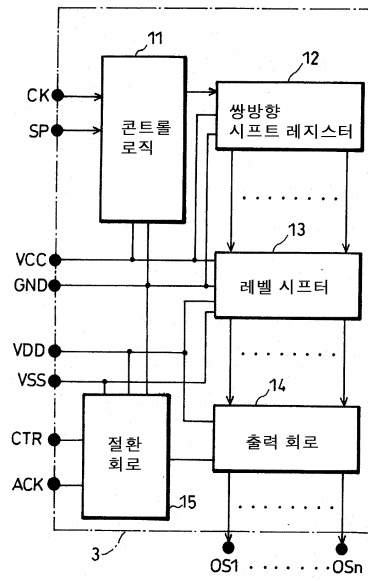 11
12
CK
SP
콘트롤
로직
쌍방향
시프트 레지스터
13
VCC
GND
레벨 시프터
VDD
VSS
14
CTR
ACK
절환
회로
출력 회로
15
3
OS1 ........ OSn